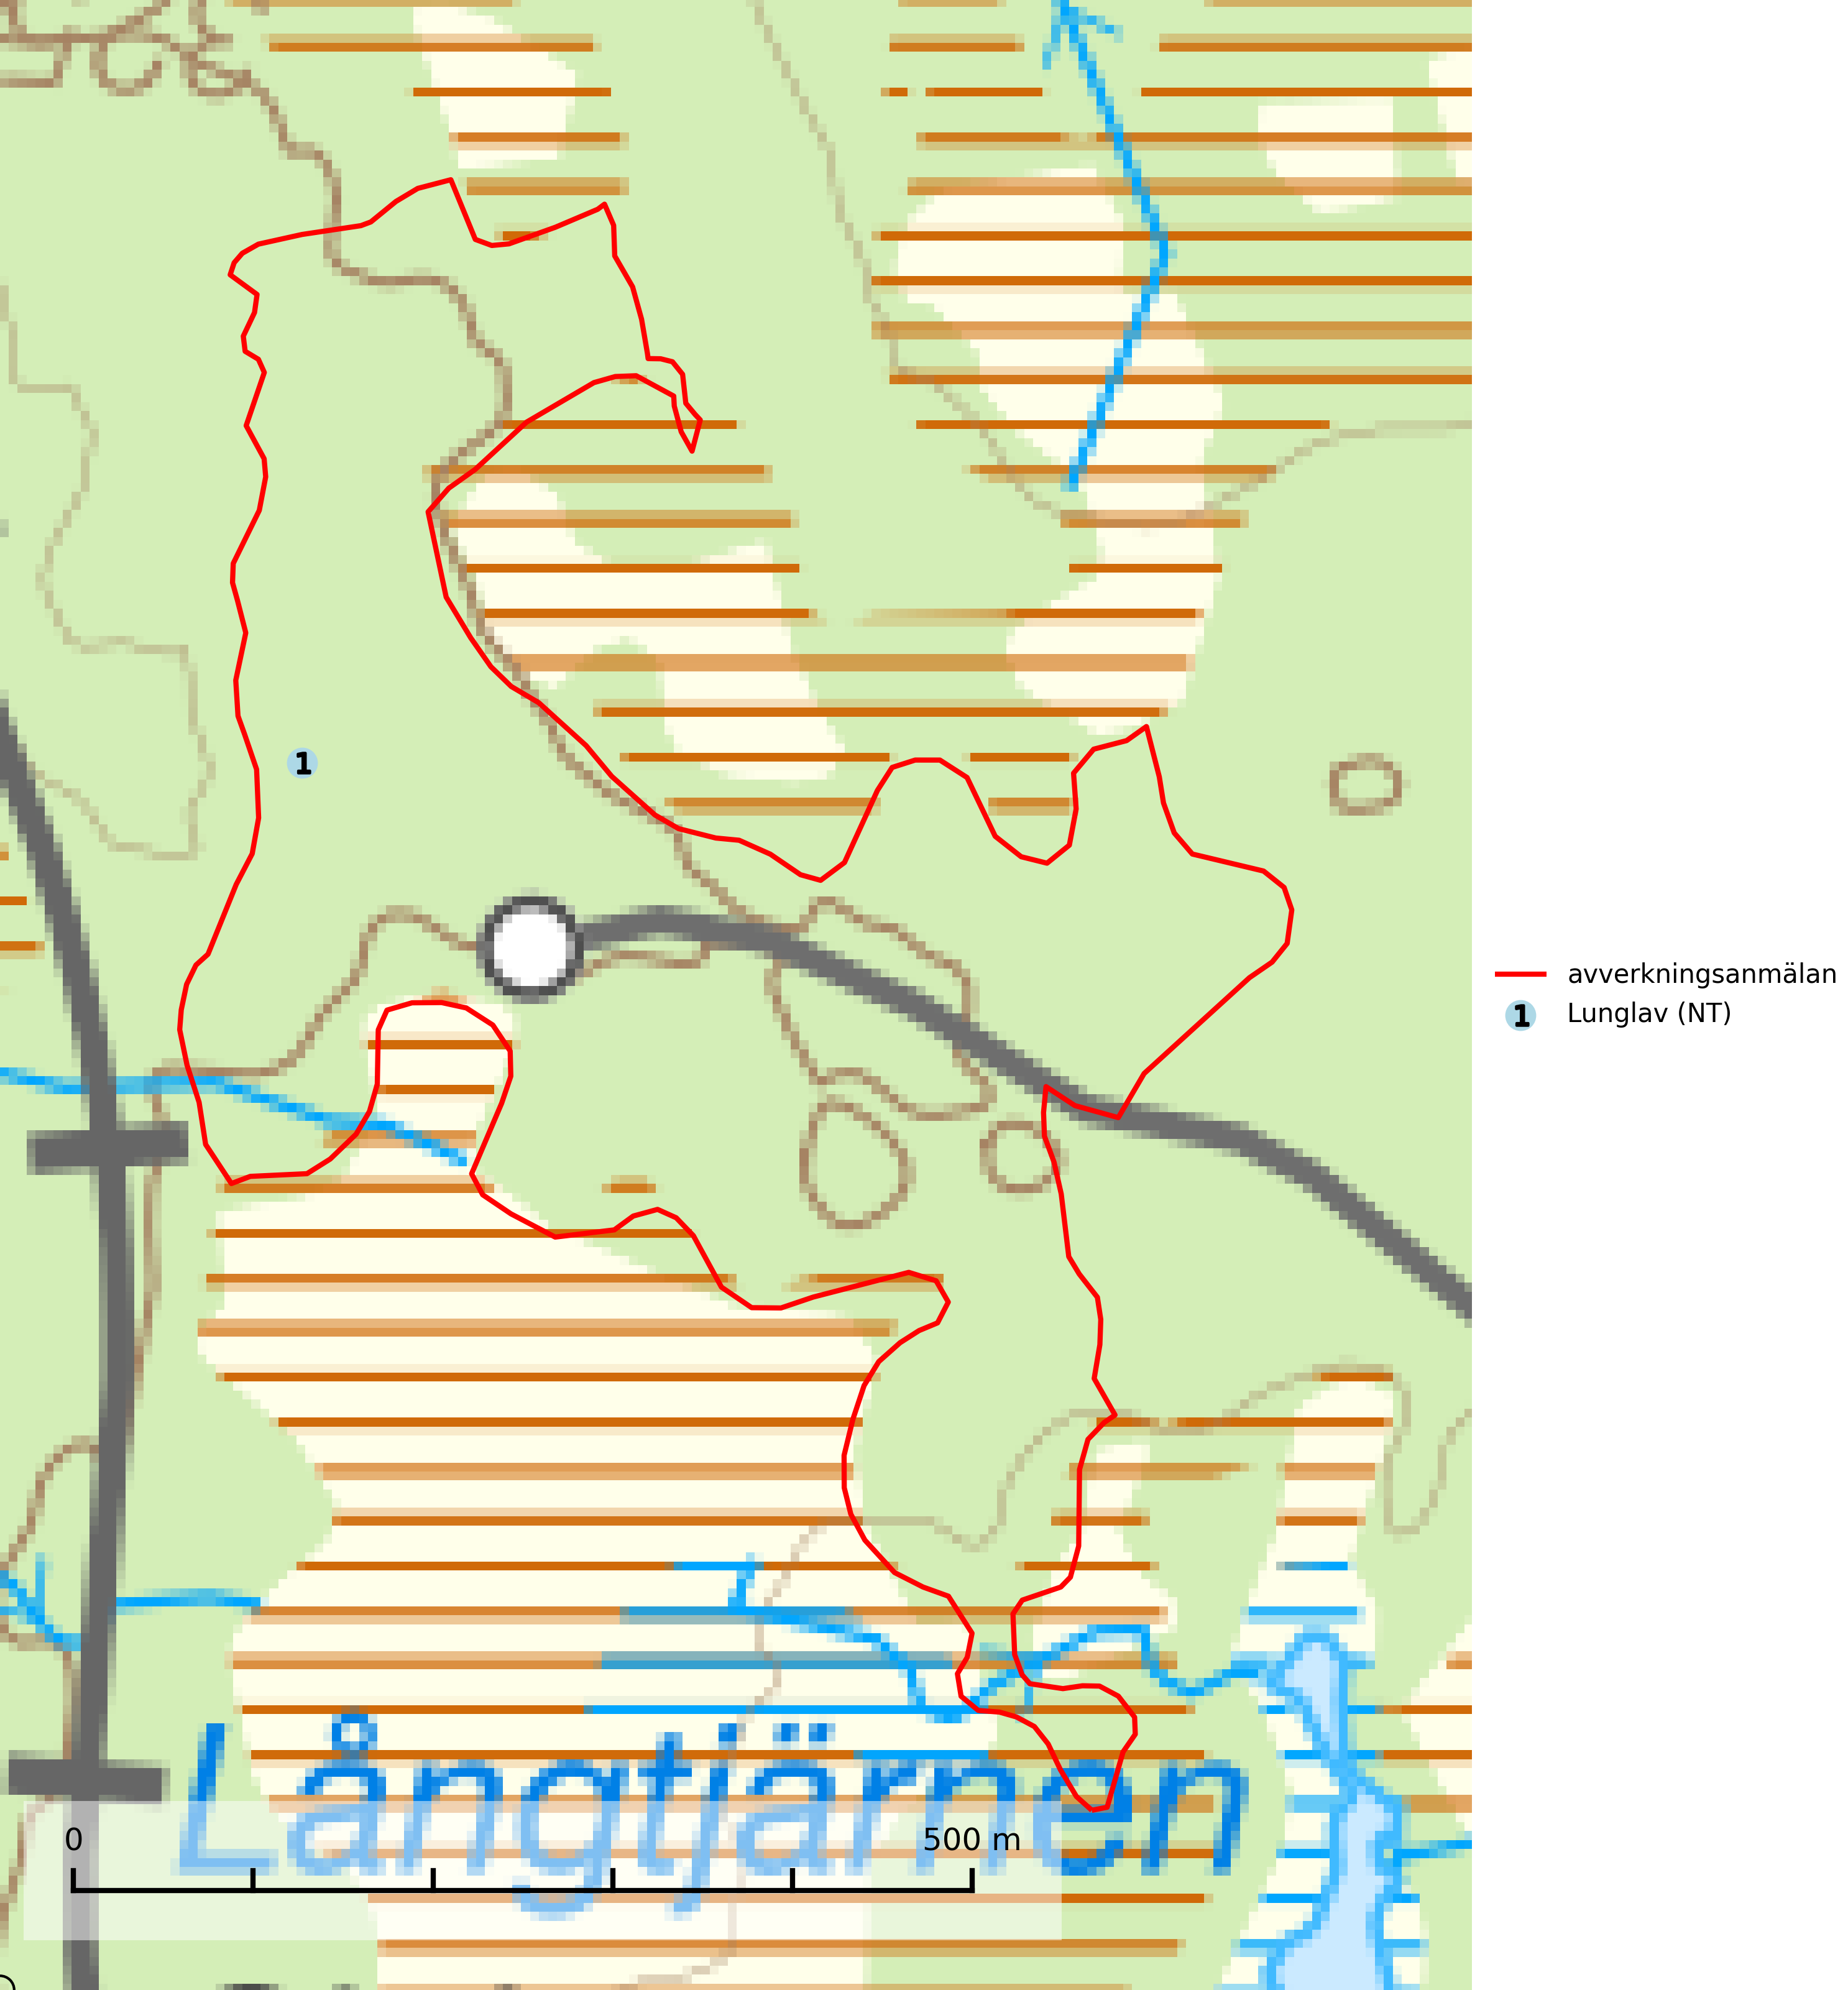 1
avverkningsanmälan
1 Lunglav (NT)
Långtjärnen
0 500 m